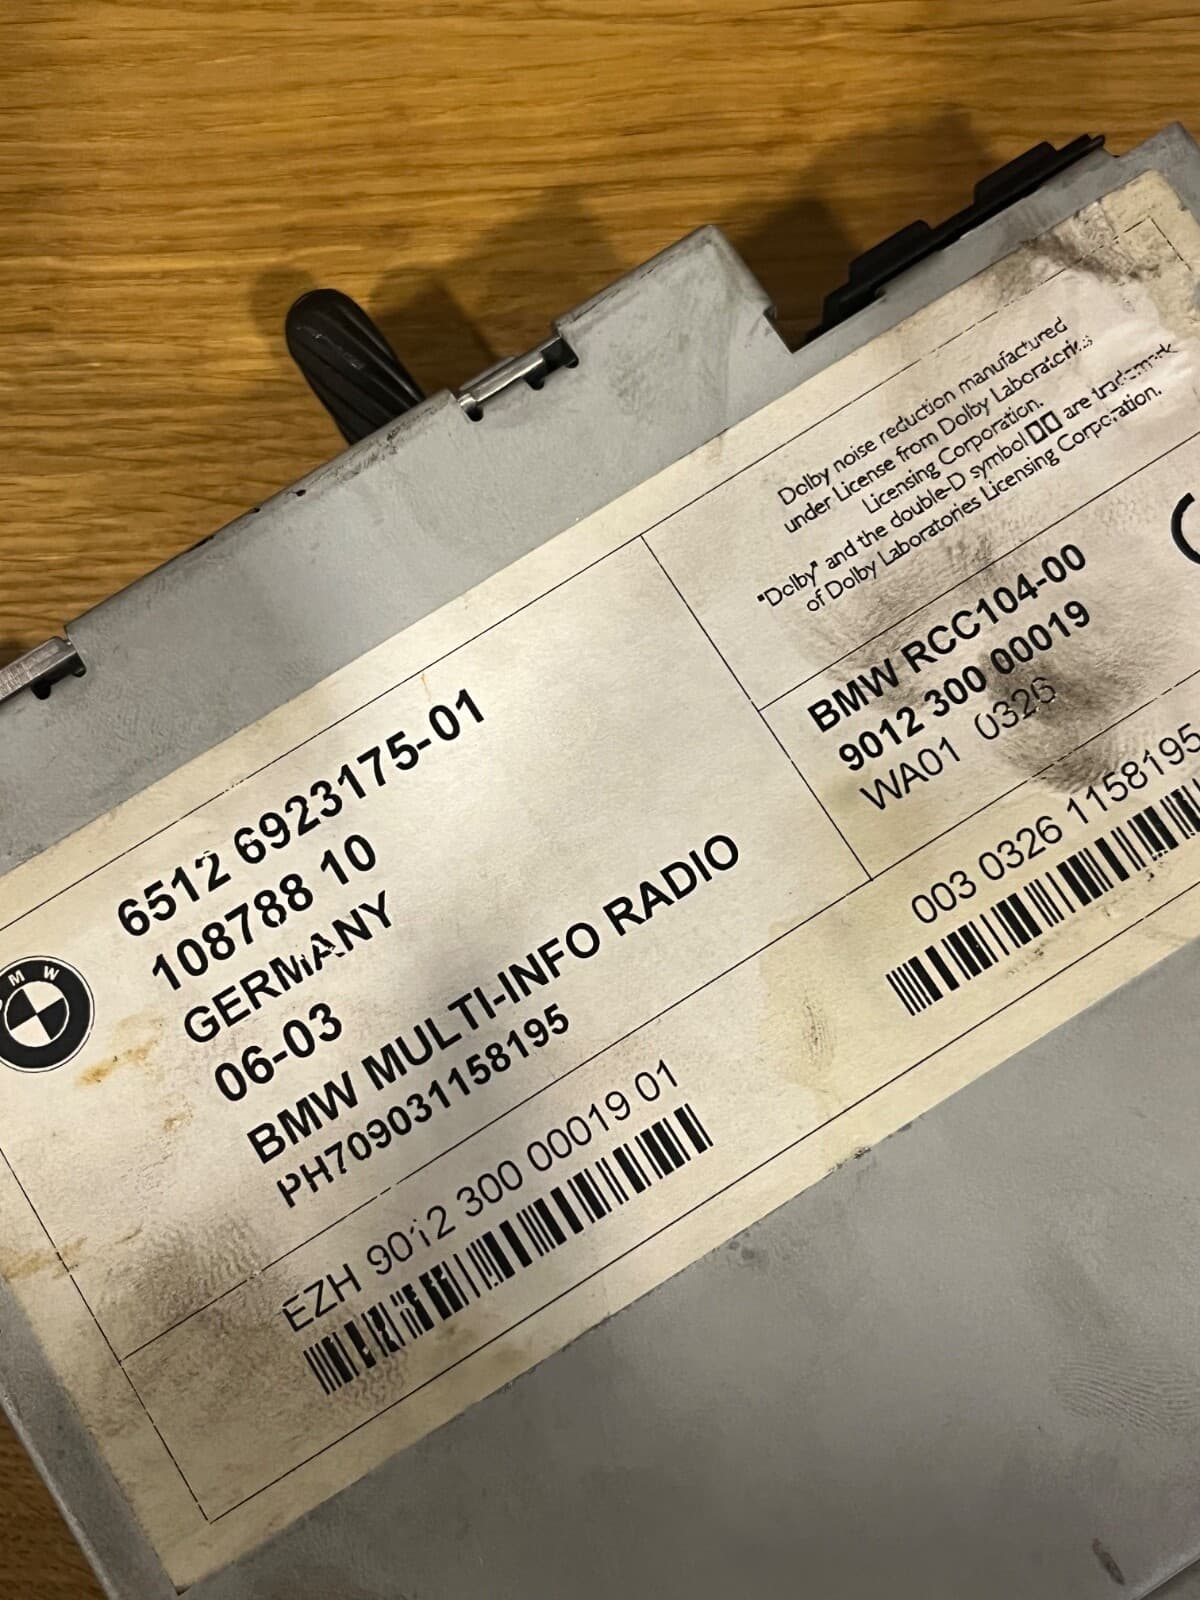 Dolby noise reduction manufactured
under License from Dolby Laboratories
Licensing Corporation.
"Dolby" and the double-D symbol are trademark
of Dolby Laboratories Licensing Corporation.
BMW RCC104-00
9012 300 00019
WA01 0326
003 0326 1158195
6512 6923175-01
108788 10
GERMANY
06-03
BMW MULTI-INFO RADIO
PH709031158195
BMW
EZH 9012 300 00019 01